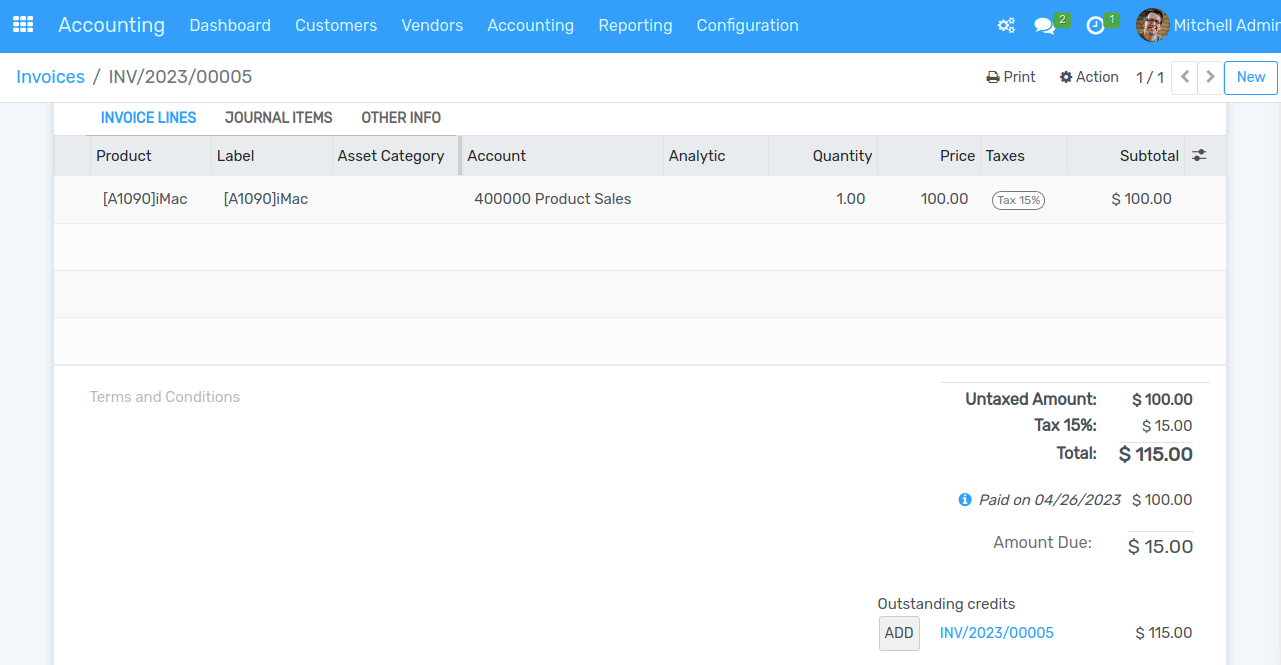 Accounting Dashboard Customers Vendors Accounting Reporting Configuration 2 1 Mitchell Admin
Invoices / INV/2023/00005 Print Action 1 / 1 New
INVOICE LINES JOURNAL ITEMS OTHER INFO
Product Label Asset Category Account Analytic Quantity Price Taxes Subtotal
[A1090]iMac [A1090]iMac 400000 Product Sales 1.00 100.00 Tax 15% $ 100.00
Terms and Conditions
Untaxed Amount: $ 100.00
Tax 15%: $ 15.00
Total: $ 115.00
Paid on 04/26/2023 $ 100.00
Amount Due: $ 15.00
Outstanding credits
ADD INV/2023/00005 $ 115.00